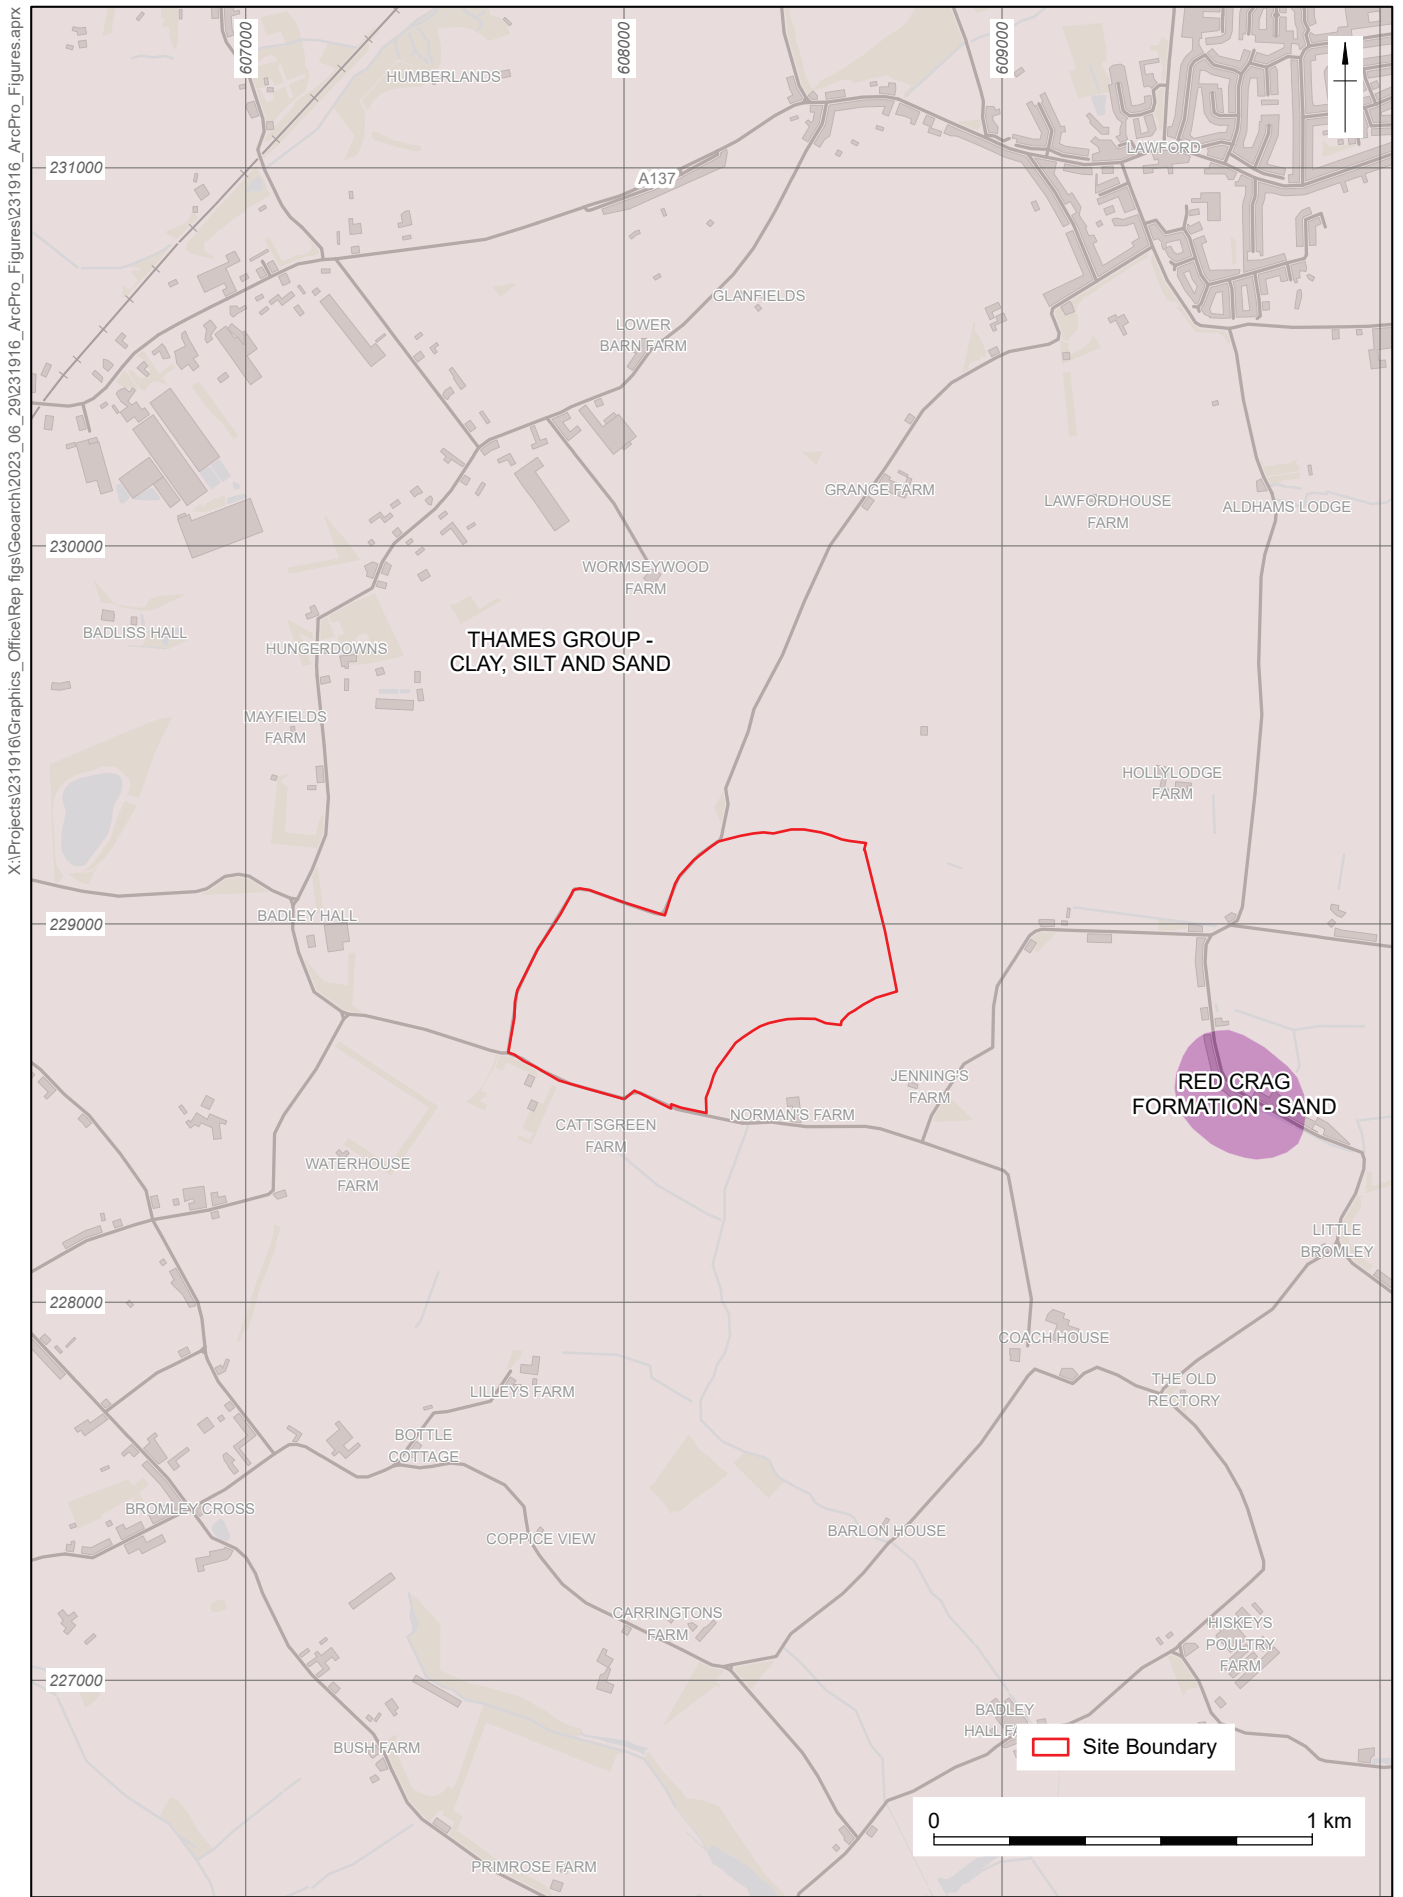 X:\Projects\231916\Graphics_Office\Rep figs\Geoarch\2023_06_29\231916_ArcPro_Figures\231916_ArcPro_Figures.aprx
607000
608000
609000
HUMBERLANDS
LAWFORD
231000
A137
GLANFIELDS
LOWER
BARN FARM
GRANGE FARM
LAWFORDHOUSE
FARM
ALDHAMS LODGE
230000
WORMSEYWOOD
FARM
BADLISS HALL
HUNGERDOWNS
THAMES GROUP -
CLAY, SILT AND SAND
MAYFIELDS
FARM
HOLLYLODGE
FARM
BADLEY HALL
229000
JENNING'S
FARM
RED CRAG
FORMATION - SAND
NORMAN'S FARM
CATTSGREEN
FARM
WATERHOUSE
FARM
LITTLE
BROMLEY
228000
COACH HOUSE
THE OLD
RECTORY
LILLEYS FARM
BOTTLE
COTTAGE
BROMLEY CROSS
COPPICE VIEW
BARLON HOUSE
CARRINGTONS
FARM
HISKEYS
POULTRY
FARM
227000
BADLEY
HALL FA
BUSH FARM
Site Boundary
0
1 km
PRIMROSE FARM